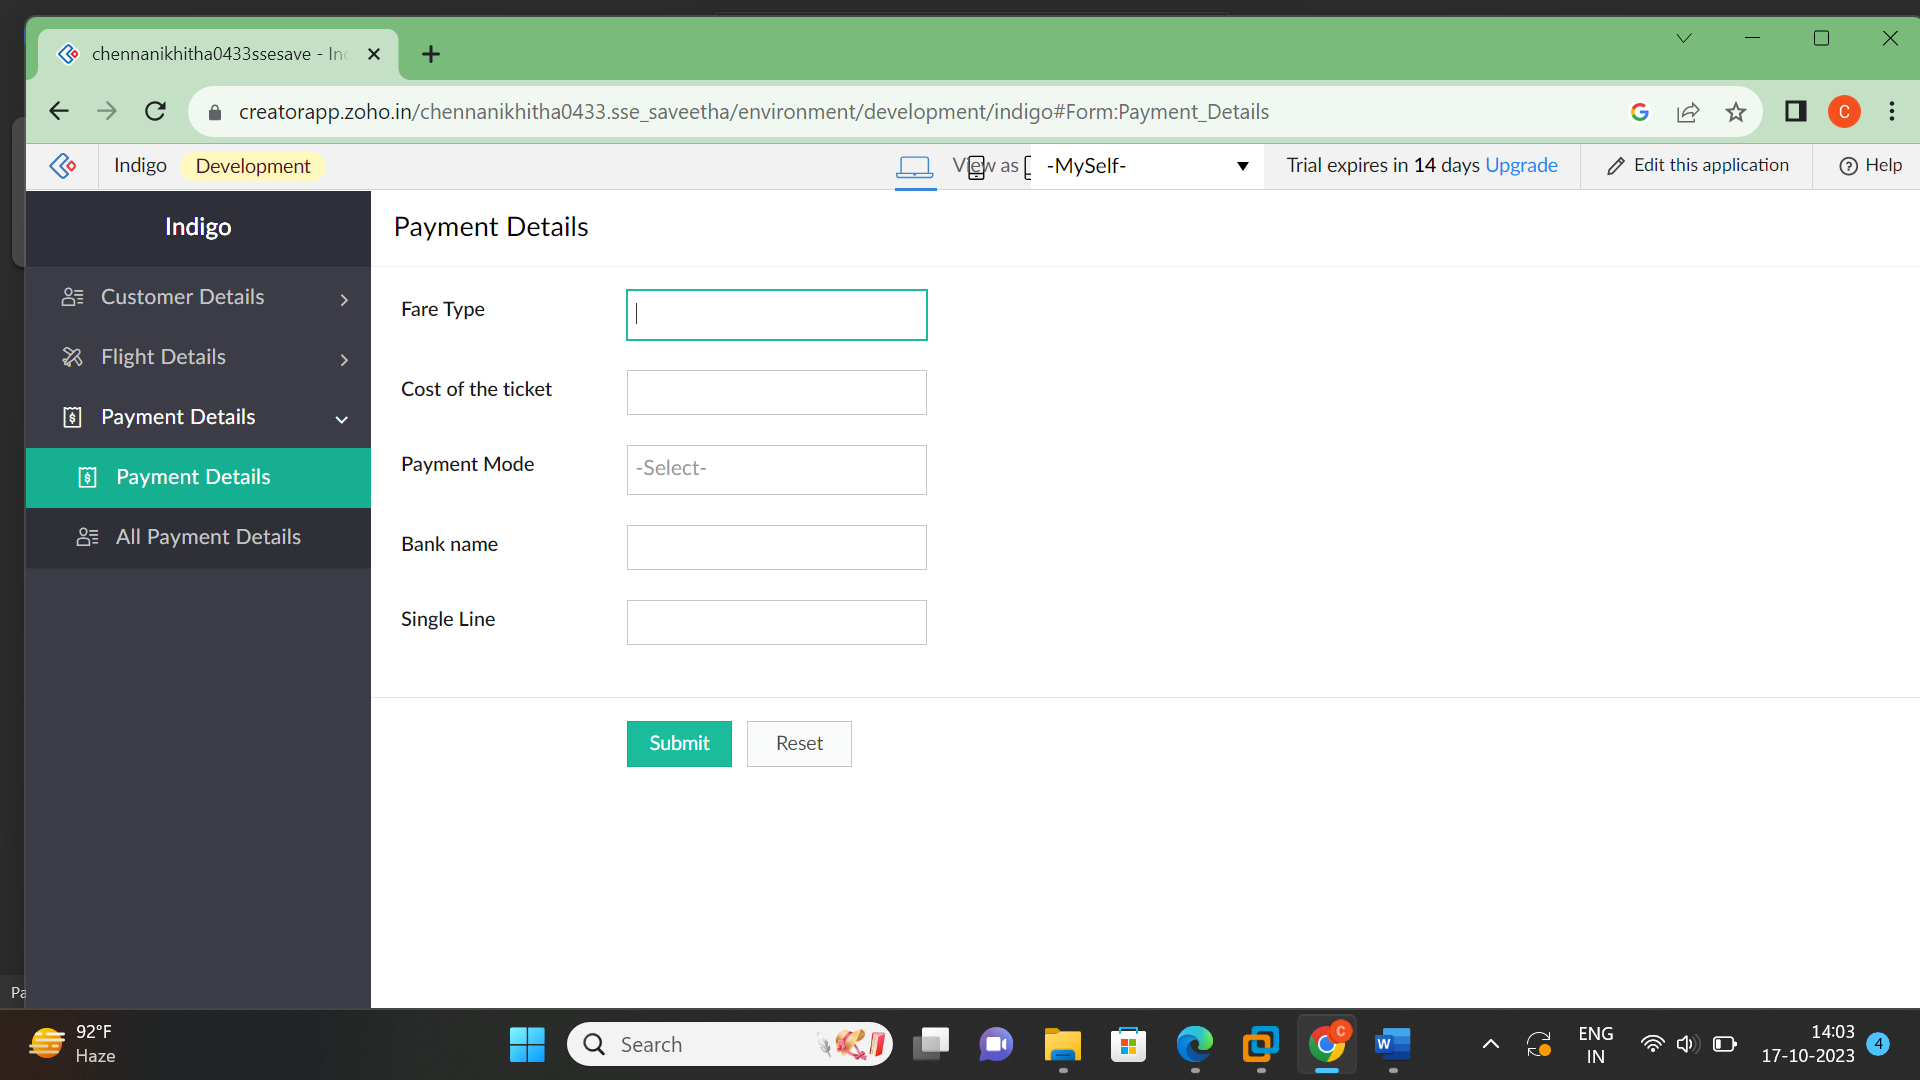 chennanikhitha0433ssesave - Ind
creatorapp.zoho.in/chennanikhitha0433.sse_saveetha/environment/development/indigo#Form:Payment_Details
C
Indigo
Development
View as
-MySelf-
Trial expires in 14 days Upgrade
Edit this application
Help
Indigo
Customer Details
Flight Details
Payment Details
Payment Details
All Payment Details
Payment Details
Fare Type
Cost of the ticket
Payment Mode
-Select-
Bank name
Single Line
Submit
Reset
Pa
92°F
Haze
Search
C
W
ENG
IN
14:03
17-10-2023
4